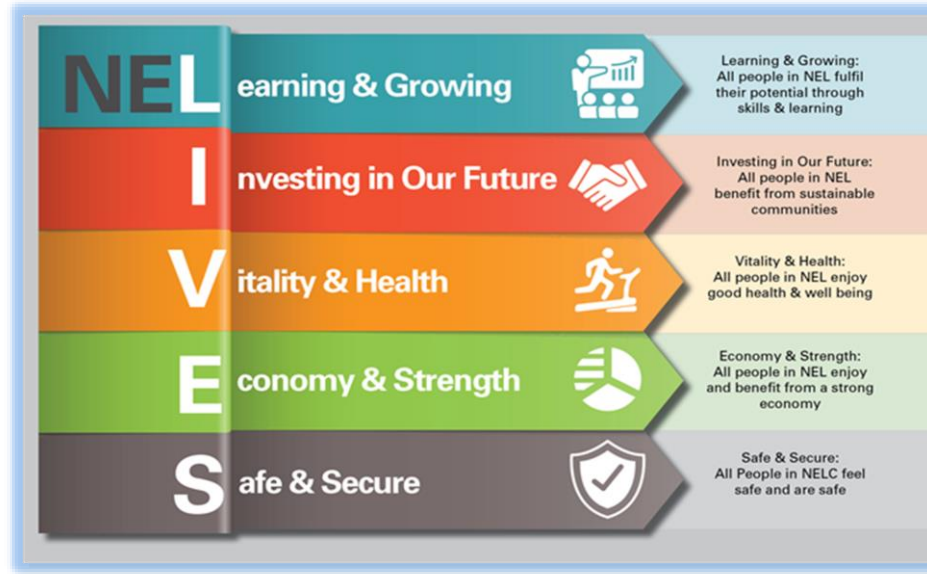 NEL earning & Growing
Learning & Growing:
All people in NEL fulfil
their potential through
skills & learning
I nvesting in Our Future
Investing in Our Future:
All people in NEL
benefit from sustainable
communities
V itality & Health
Vitality & Health:
All people in NEL enjoy
good health & well being
E conomy & Strength
Economy & Strength:
All people in NEL enjoy
and benefit from a strong
economy
S afe & Secure
Safe & Secure:
All People in NELC feel
safe and are safe